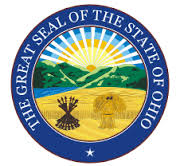 THE GREAT SEAL OF THE STATE OF OHIO